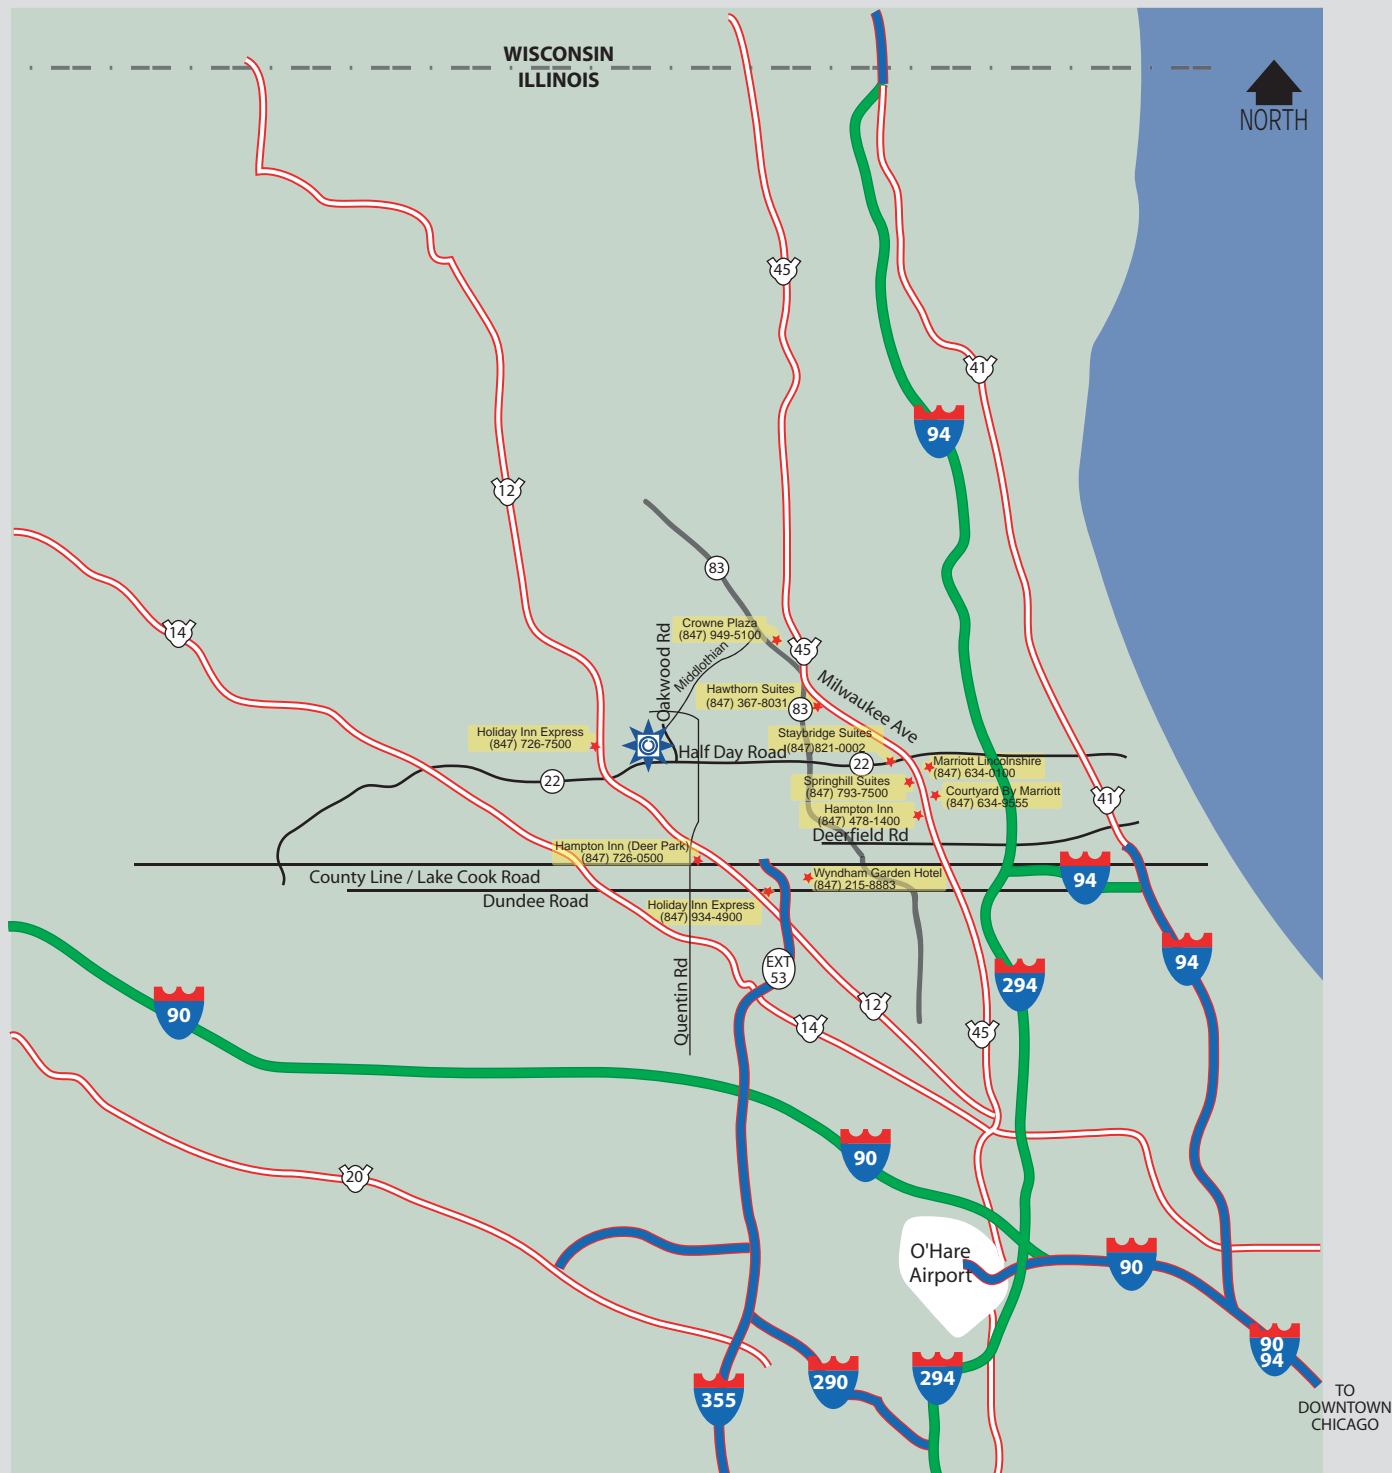 WISCONSIN
ILLINOIS
NORTH
45
41
94
12
83
14
Crowne Plaza
(847) 949-5100
Oakwood Rd
Middlothian
45
Milwaukee Ave
Hawthorn Suites
(847) 367-8031
83
Holiday Inn Express
(847) 726-7500
Staybridge Suites
(847)821-0002
Half Day Road
22
22
Marriott Lincolnshire
(847) 634-0100
Springhill Suites
(847) 793-7500
Courtyard By Marriott
(847) 634-9555
41
Hampton Inn
(847) 478-1400
Deerfield Rd
Hampton Inn (Deer Park)
(847) 726-0500
County Line / Lake Cook Road
Wyndham Garden Hotel
(847) 215-8883
94
Dundee Road
Holiday Inn Express
(847) 934-4900
94
EXT
53
294
Quentin Rd
90
12
14
45
90
20
O'Hare
Airport
90
90
94
355
290
294
TO
DOWNTOWN
CHICAGO